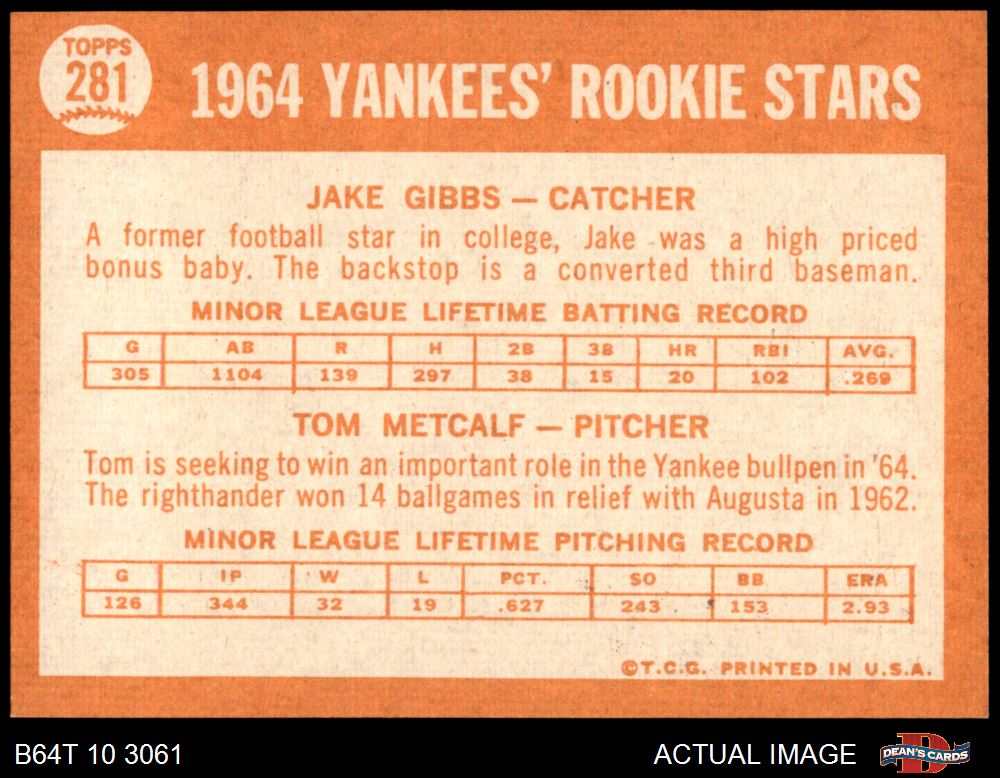 TOPPS
281
1964 YANKEES' ROOKIE STARS
JAKE GIBBS — CATCHER
A former football star in college, Jake was a high priced
bonus baby. The backstop is a converted third baseman.
MINOR LEAGUE LIFETIME BATTING RECORD
G AB R H 2B 3B HR RBI AVG.
305 1104 139 297 38 15 20 102 .269
TOM METCALF — PITCHER
Tom is seeking to win an important role in the Yankee bullpen in '64.
The righthander won 14 ballgames in relief with Augusta in 1962.
MINOR LEAGUE LIFETIME PITCHING RECORD
G IP W L PCT. SO BB ERA
126 344 32 19 .627 243 153 2.93
©T.C.G. PRINTED IN U.S.A.
B64T 10 3061
ACTUAL IMAGE
DEAN'S CARDS